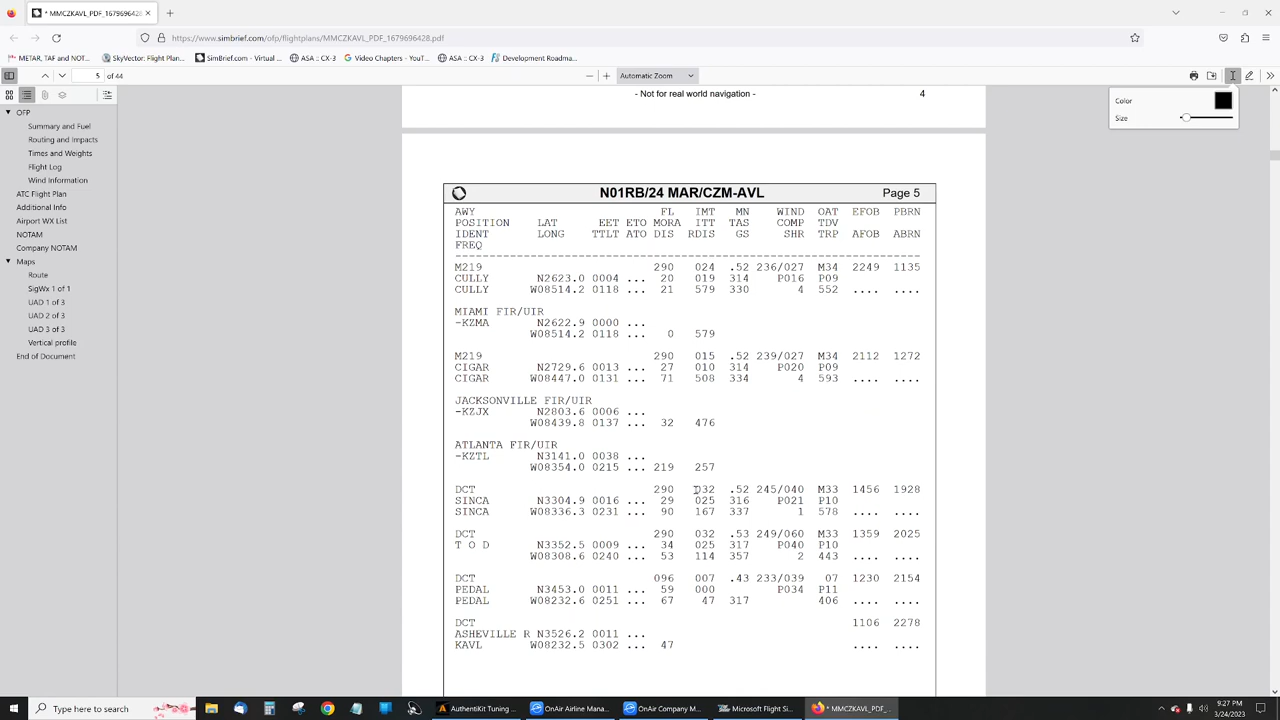 * MMCZKAVL_PDF_1679696428.pdf
https://www.simbrief.com/ofp/flightplans/MMCZKAVL_PDF_1679696428.pdf
METAR, TAF and NOT... SkyVector: Flight Plan... SimBrief.com - Virtual ... ASA :: CX-3 Video Chapters - YouT... ASA :: CX-3 Development Roadma...
5 of 44 Automatic Zoom
- Not for real world navigation - 4
Color
Size
OFP
Summary and Fuel
Routing and Impacts
Times and Weights
Flight Log
Wind Information
ATC Flight Plan
Additional Info
Airport WX List
NOTAM
Company NOTAM
Maps
Route
SigWx 1 of 1
UAD 1 of 3
UAD 2 of 3
UAD 3 of 3
Vertical profile
End of Document
N01RB/24 MAR/CZM-AVL Page 5
AWY FL IMT MN WIND OAT EFOB PBRN
POSITION LAT EET ETO MORA ITT TAS COMP TDV
IDENT LONG TTLT ATO DIS RDIS GS SHR TRP AFOB ABRN
FREQ
--------------------------------------------------------------------
M219 290 024 .52 236/027 M34 2249 1135
CULLY N2623.0 0004 ... 20 019 314 P016 P09
CULLY W08514.2 0118 ... 21 579 330 4 552 .... ....
MIAMI FIR/UIR
-KZMA N2622.9 0000 ...
W08514.2 0118 ... 0 579
M219 290 015 .52 239/027 M34 2112 1272
CIGAR N2729.6 0013 ... 27 010 314 P020 P09
CIGAR W08447.0 0131 ... 71 508 334 4 593 .... ....
JACKSONVILLE FIR/UIR
-KZJX N2803.6 0006 ...
W08439.8 0137 ... 32 476
ATLANTA FIR/UIR
-KZTL N3141.0 0038 ...
W08354.0 0215 ... 219 257
DCT 290 032 .52 245/040 M33 1456 1928
SINCA N3304.9 0016 ... 29 025 316 P021 P10
SINCA W08336.3 0231 ... 90 167 337 1 578 .... ....
DCT 290 032 .53 249/060 M33 1359 2025
T O D N3352.5 0009 ... 34 025 317 P040 P10
W08308.6 0240 ... 53 114 357 2 443 .... ....
DCT 096 007 .43 233/039 07 1230 2154
PEDAL N3453.0 0011 ... 59 000 P034 P11
PEDAL W08232.6 0251 ... 67 47 317 406 .... ....
DCT 1106 2278
ASHEVILLE R N3526.2 0011 ...
KAVL W08232.5 0302 ... 47 .... ....
Type here to search
AuthentiKit Tuning ... OnAir Airline Mana... OnAir Company M... Microsoft Flight Si... * MMCZKAVL_PDF_...
9:27 PM
3/24/2023